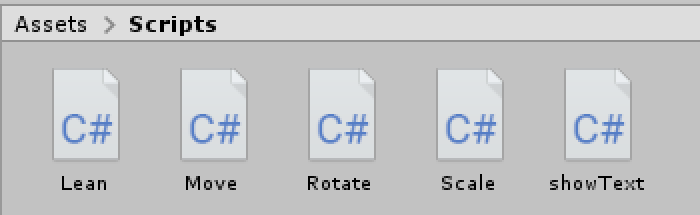 Assets > Scripts
C# C# C# C# C#
Lean Move Rotate Scale showText